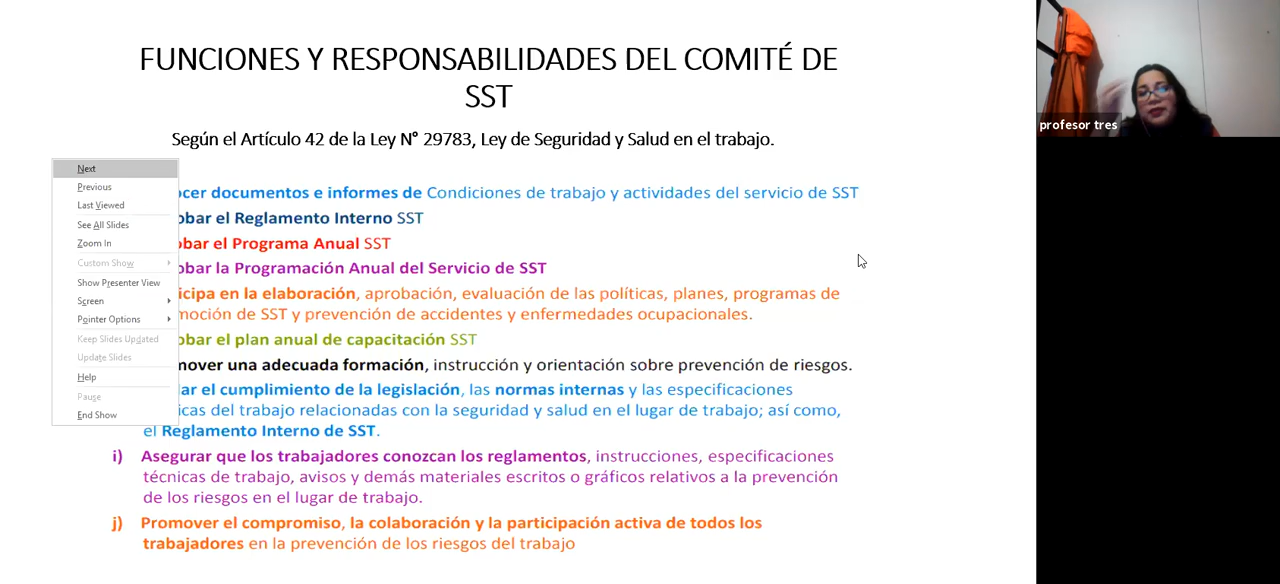 FUNCIONES Y RESPONSABILIDADES DEL COMITÉ DE
SST
Según el Artículo 42 de la Ley N° 29783, Ley de Seguridad y Salud en el trabajo.
Next
Previous
Last Viewed
See All Slides
Zoom In
Custom Show
Show Presenter View
Screen
Pointer Options
Keep Slides Updated
Update Slides
Help
Pause
End Show
ocer documentos e informes de Condiciones de trabajo y actividades del servicio de SST
obar el Reglamento Interno SST
obar el Programa Anual SST
obar la Programación Anual del Servicio de SST
icipa en la elaboración, aprobación, evaluación de las políticas, planes, programas de
moción de SST y prevención de accidentes y enfermedades ocupacionales.
obar el plan anual de capacitación SST
mover una adecuada formación, instrucción y orientación sobre prevención de riesgos.
lar el cumplimiento de la legislación, las normas internas y las especificaciones
icas del trabajo relacionadas con la seguridad y salud en el lugar de trabajo; así como,
el Reglamento Interno de SST.
i) Asegurar que los trabajadores conozcan los reglamentos, instrucciones, especificaciones
técnicas de trabajo, avisos y demás materiales escritos o gráficos relativos a la prevención
de los riesgos en el lugar de trabajo.
j) Promover el compromiso, la colaboración y la participación activa de todos los
trabajadores en la prevención de los riesgos del trabajo
profesor tres